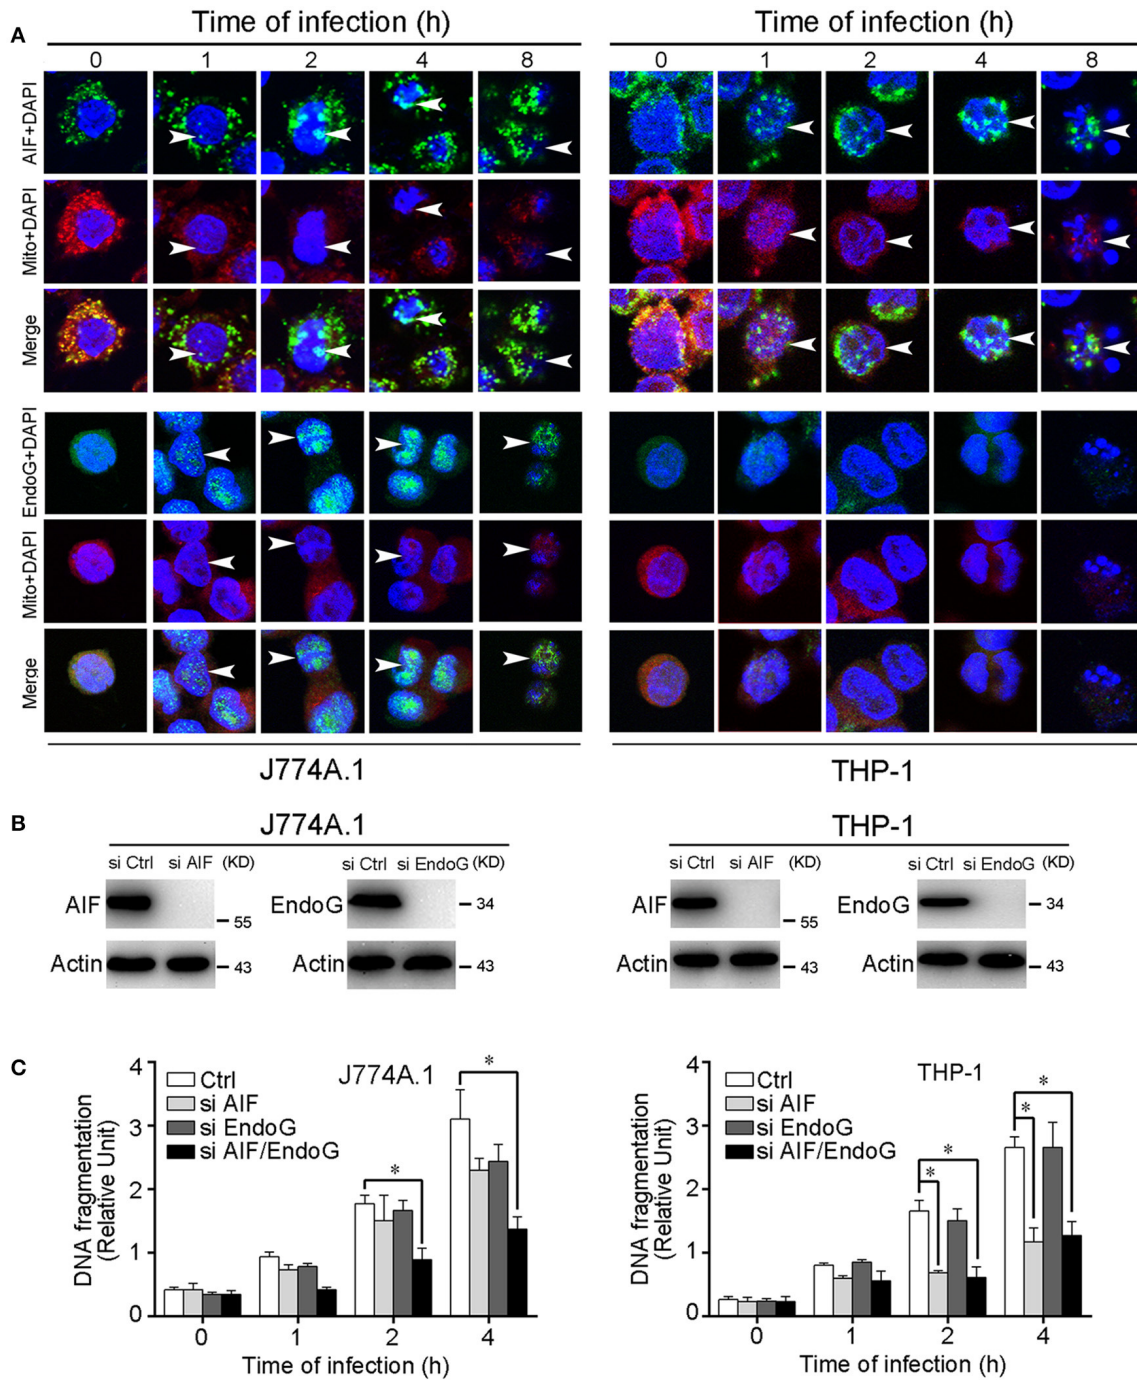 A
Time of infection (h)
Time of infection (h)
0 1 2 4 8
0 1 2 4 8
AIF+DAPI
Mito+DAPI
Merge
EndoG+DAPI
Mito+DAPI
Merge
J774A.1
THP-1
B
J774A.1
THP-1
si Ctrl si AIF (KD)
si Ctrl si EndoG (KD)
si Ctrl si AIF (KD)
si Ctrl si EndoG (KD)
AIF
55
EndoG
34
AIF
55
EndoG
34
Actin
43
Actin
43
Actin
43
Actin
43
C
J774A.1
Ctrl
si AIF
si EndoG
si AIF/EndoG
DNA fragmentation
(Relative Unit)
4
3
2
1
0
* *
0 1 2 4
Time of infection (h)
THP-1
Ctrl
si AIF
si EndoG
si AIF/EndoG
DNA fragmentation
(Relative Unit)
4
3
2
1
0
* * * *
0 1 2 4
Time of infection (h)